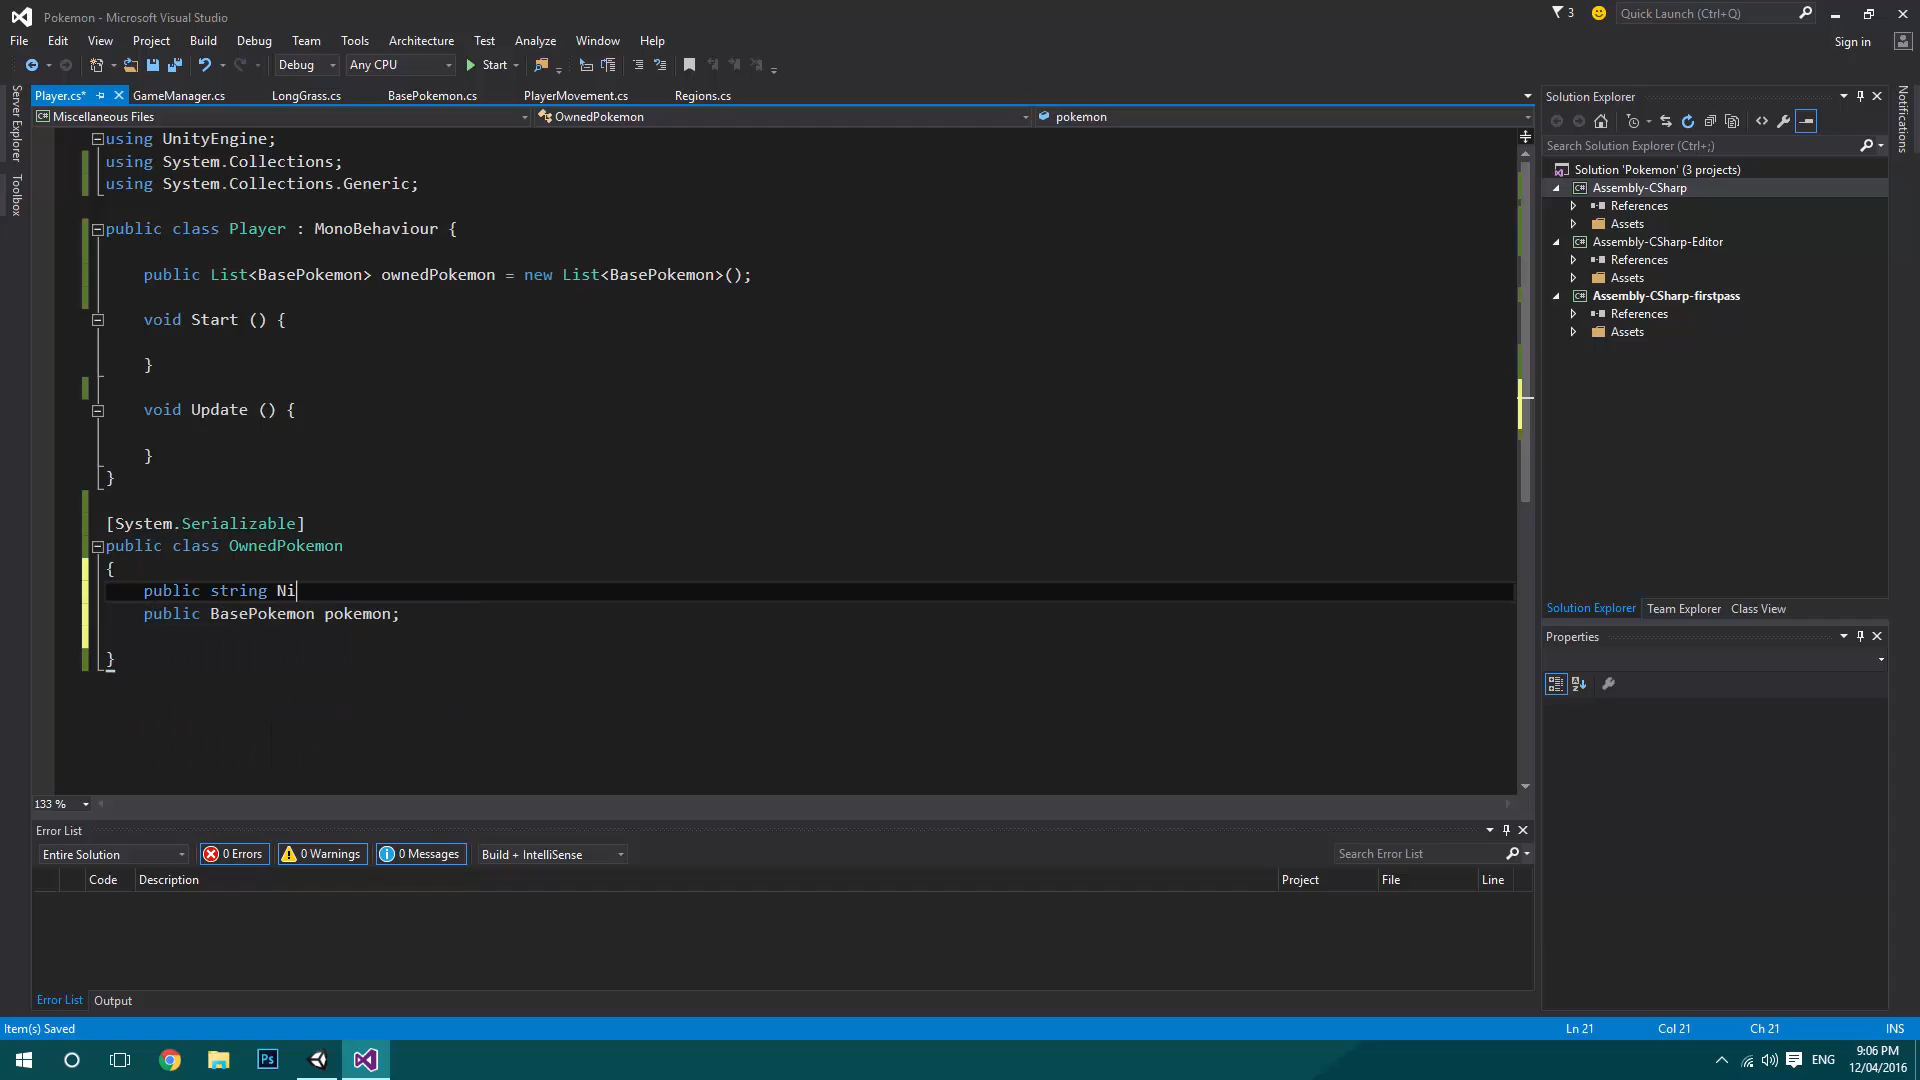 Pokemon - Microsoft Visual Studio
3
Quick Launch (Ctrl+Q)
File Edit View Project Build Debug Team Tools Architecture Test Analyze Window Help
Sign in
Debug Any CPU Start
Server Explorer
Toolbox
Notifications
Player.cs* GameManager.cs LongGrass.cs BasePokemon.cs PlayerMovement.cs Regions.cs
Miscellaneous Files OwnedPokemon pokemon
using UnityEngine;
using System.Collections;
using System.Collections.Generic;
public class Player : MonoBehaviour {
public List<BasePokemon> ownedPokemon = new List<BasePokemon>();
void Start () {
}
void Update () {
}
}
[System.Serializable]
public class OwnedPokemon
{
public string Ni
public BasePokemon pokemon;
}
133 %
Solution Explorer
Search Solution Explorer (Ctrl+;)
Solution 'Pokemon' (3 projects)
C# Assembly-CSharp
References
Assets
C# Assembly-CSharp-Editor
References
Assets
C# Assembly-CSharp-firstpass
References
Assets
Solution Explorer Team Explorer Class View
Properties
Error List
Entire Solution 0 Errors 0 Warnings 0 Messages Build + IntelliSense Search Error List
Code Description Project File Line
Error List Output
Item(s) Saved Ln 21 Col 21 Ch 21 INS
Ps
ENG
9:06 PM
12/04/2016